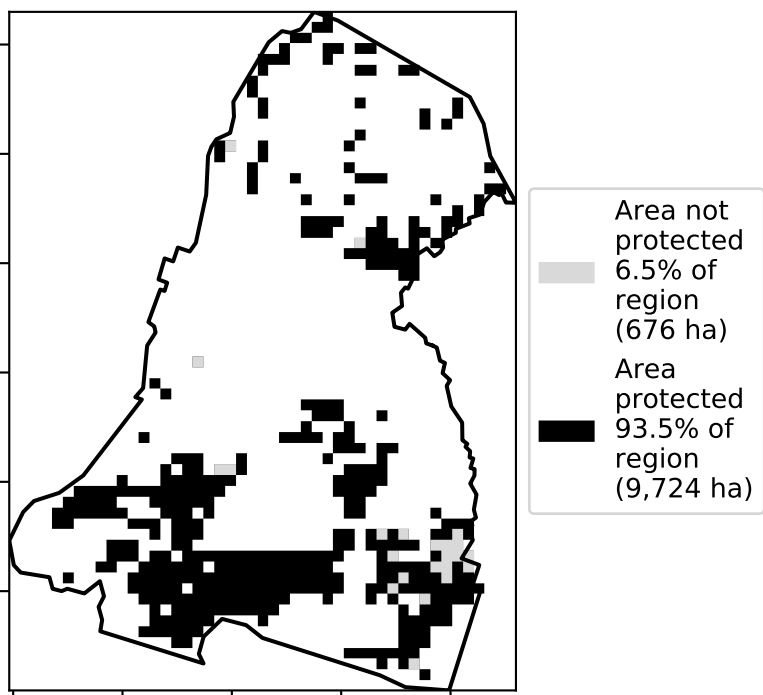 Area not
protected
6.5% of
region
(676 ha)
Area
protected
93.5% of
region
(9,724 ha)